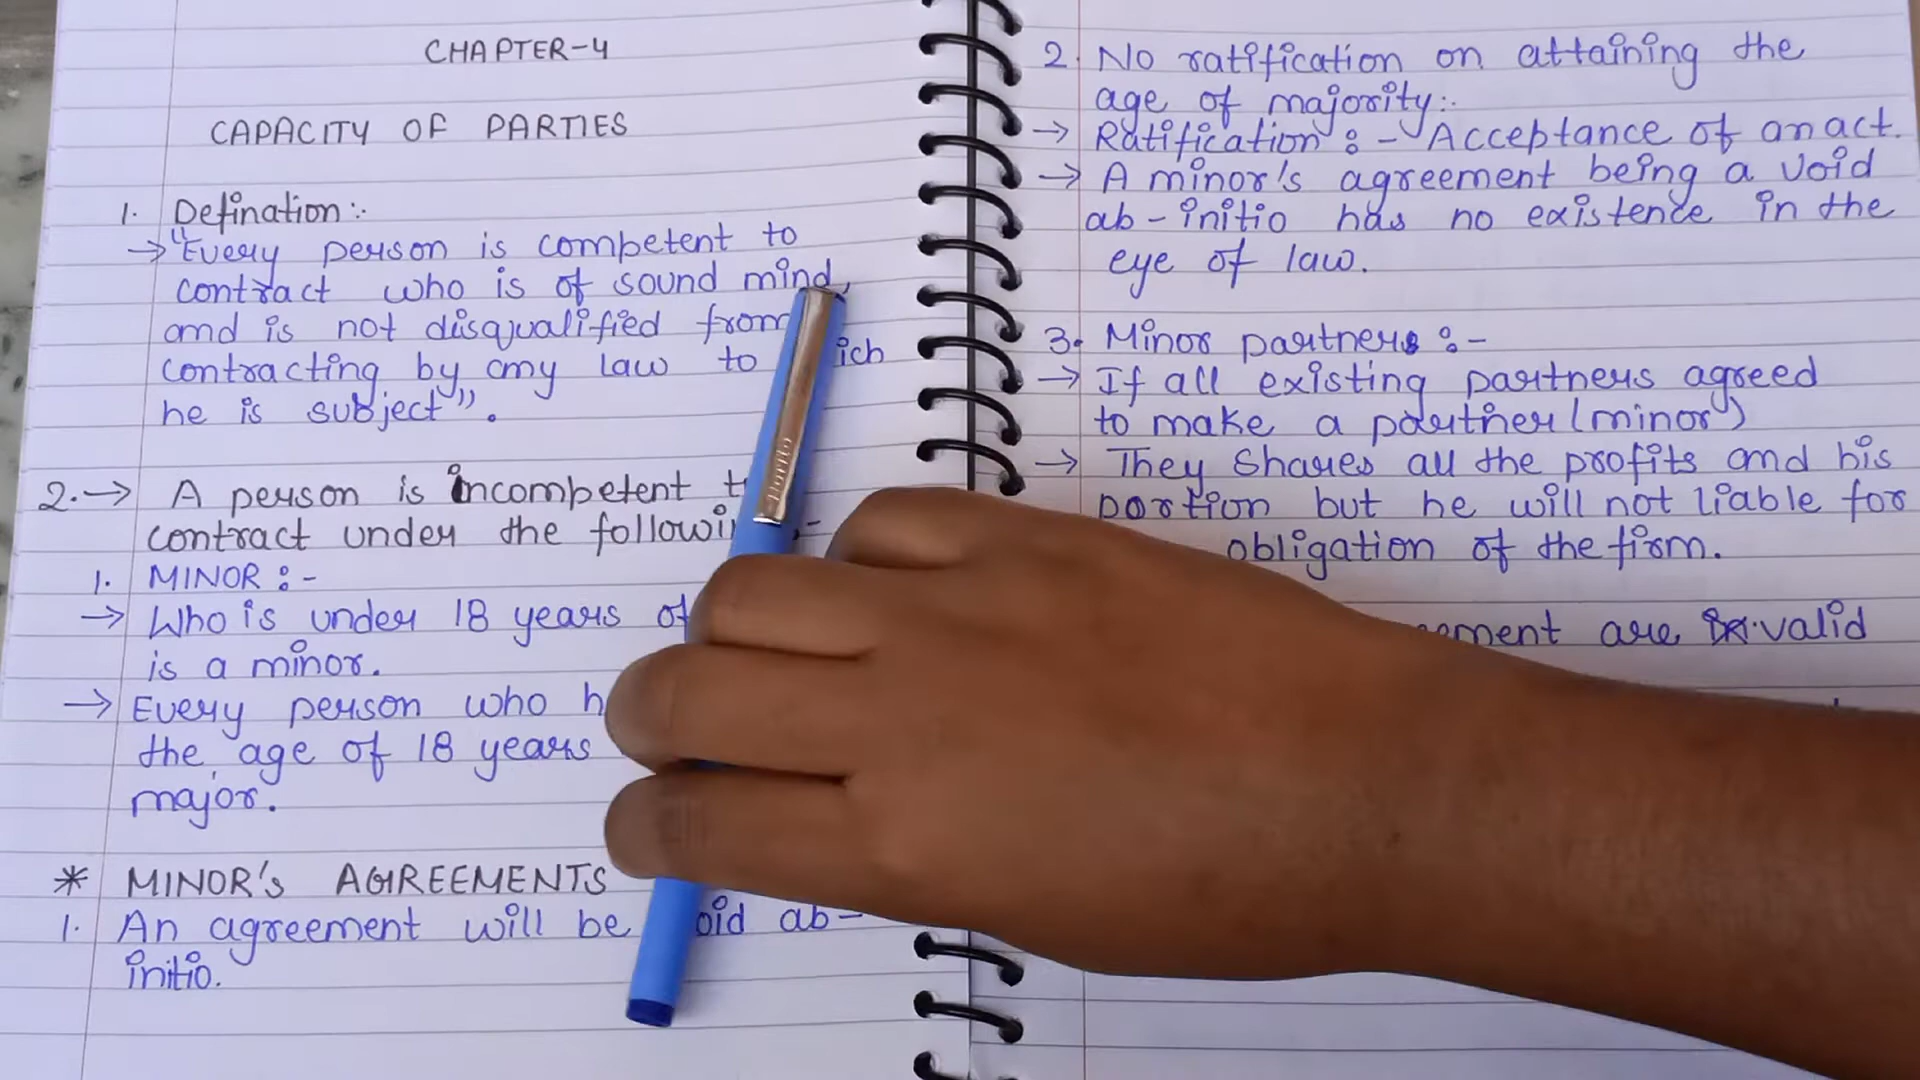 CHAPTER-4
CAPACITY OF PARTIES
1. Defination:-
→ "Every person is competent to
contract who is of sound mind,
and is not disqualified from
contracting by any law to
he is subject".
2.→ A person is incompetent
contract under the :-
1. MINOR :-
→ Who is under 18 years of
is a minor.
→ Every person who
the age of 18 years
major.
* MINOR'S AGREEMENTS
1. An agreement will be ab-
initio.
2. No ratification on attaining the
age of majority:-
→ Ratification :- Acceptance of an act.
→ A minor's agreement being a void
ab-initio has no existence in the
eye of law.
3. Minor partners :-
→ If all existing partners agreed
to make a partner (minor)
→ They Shares all the profits and his
portion but he will not liable for
obligation of the firm.
are valid